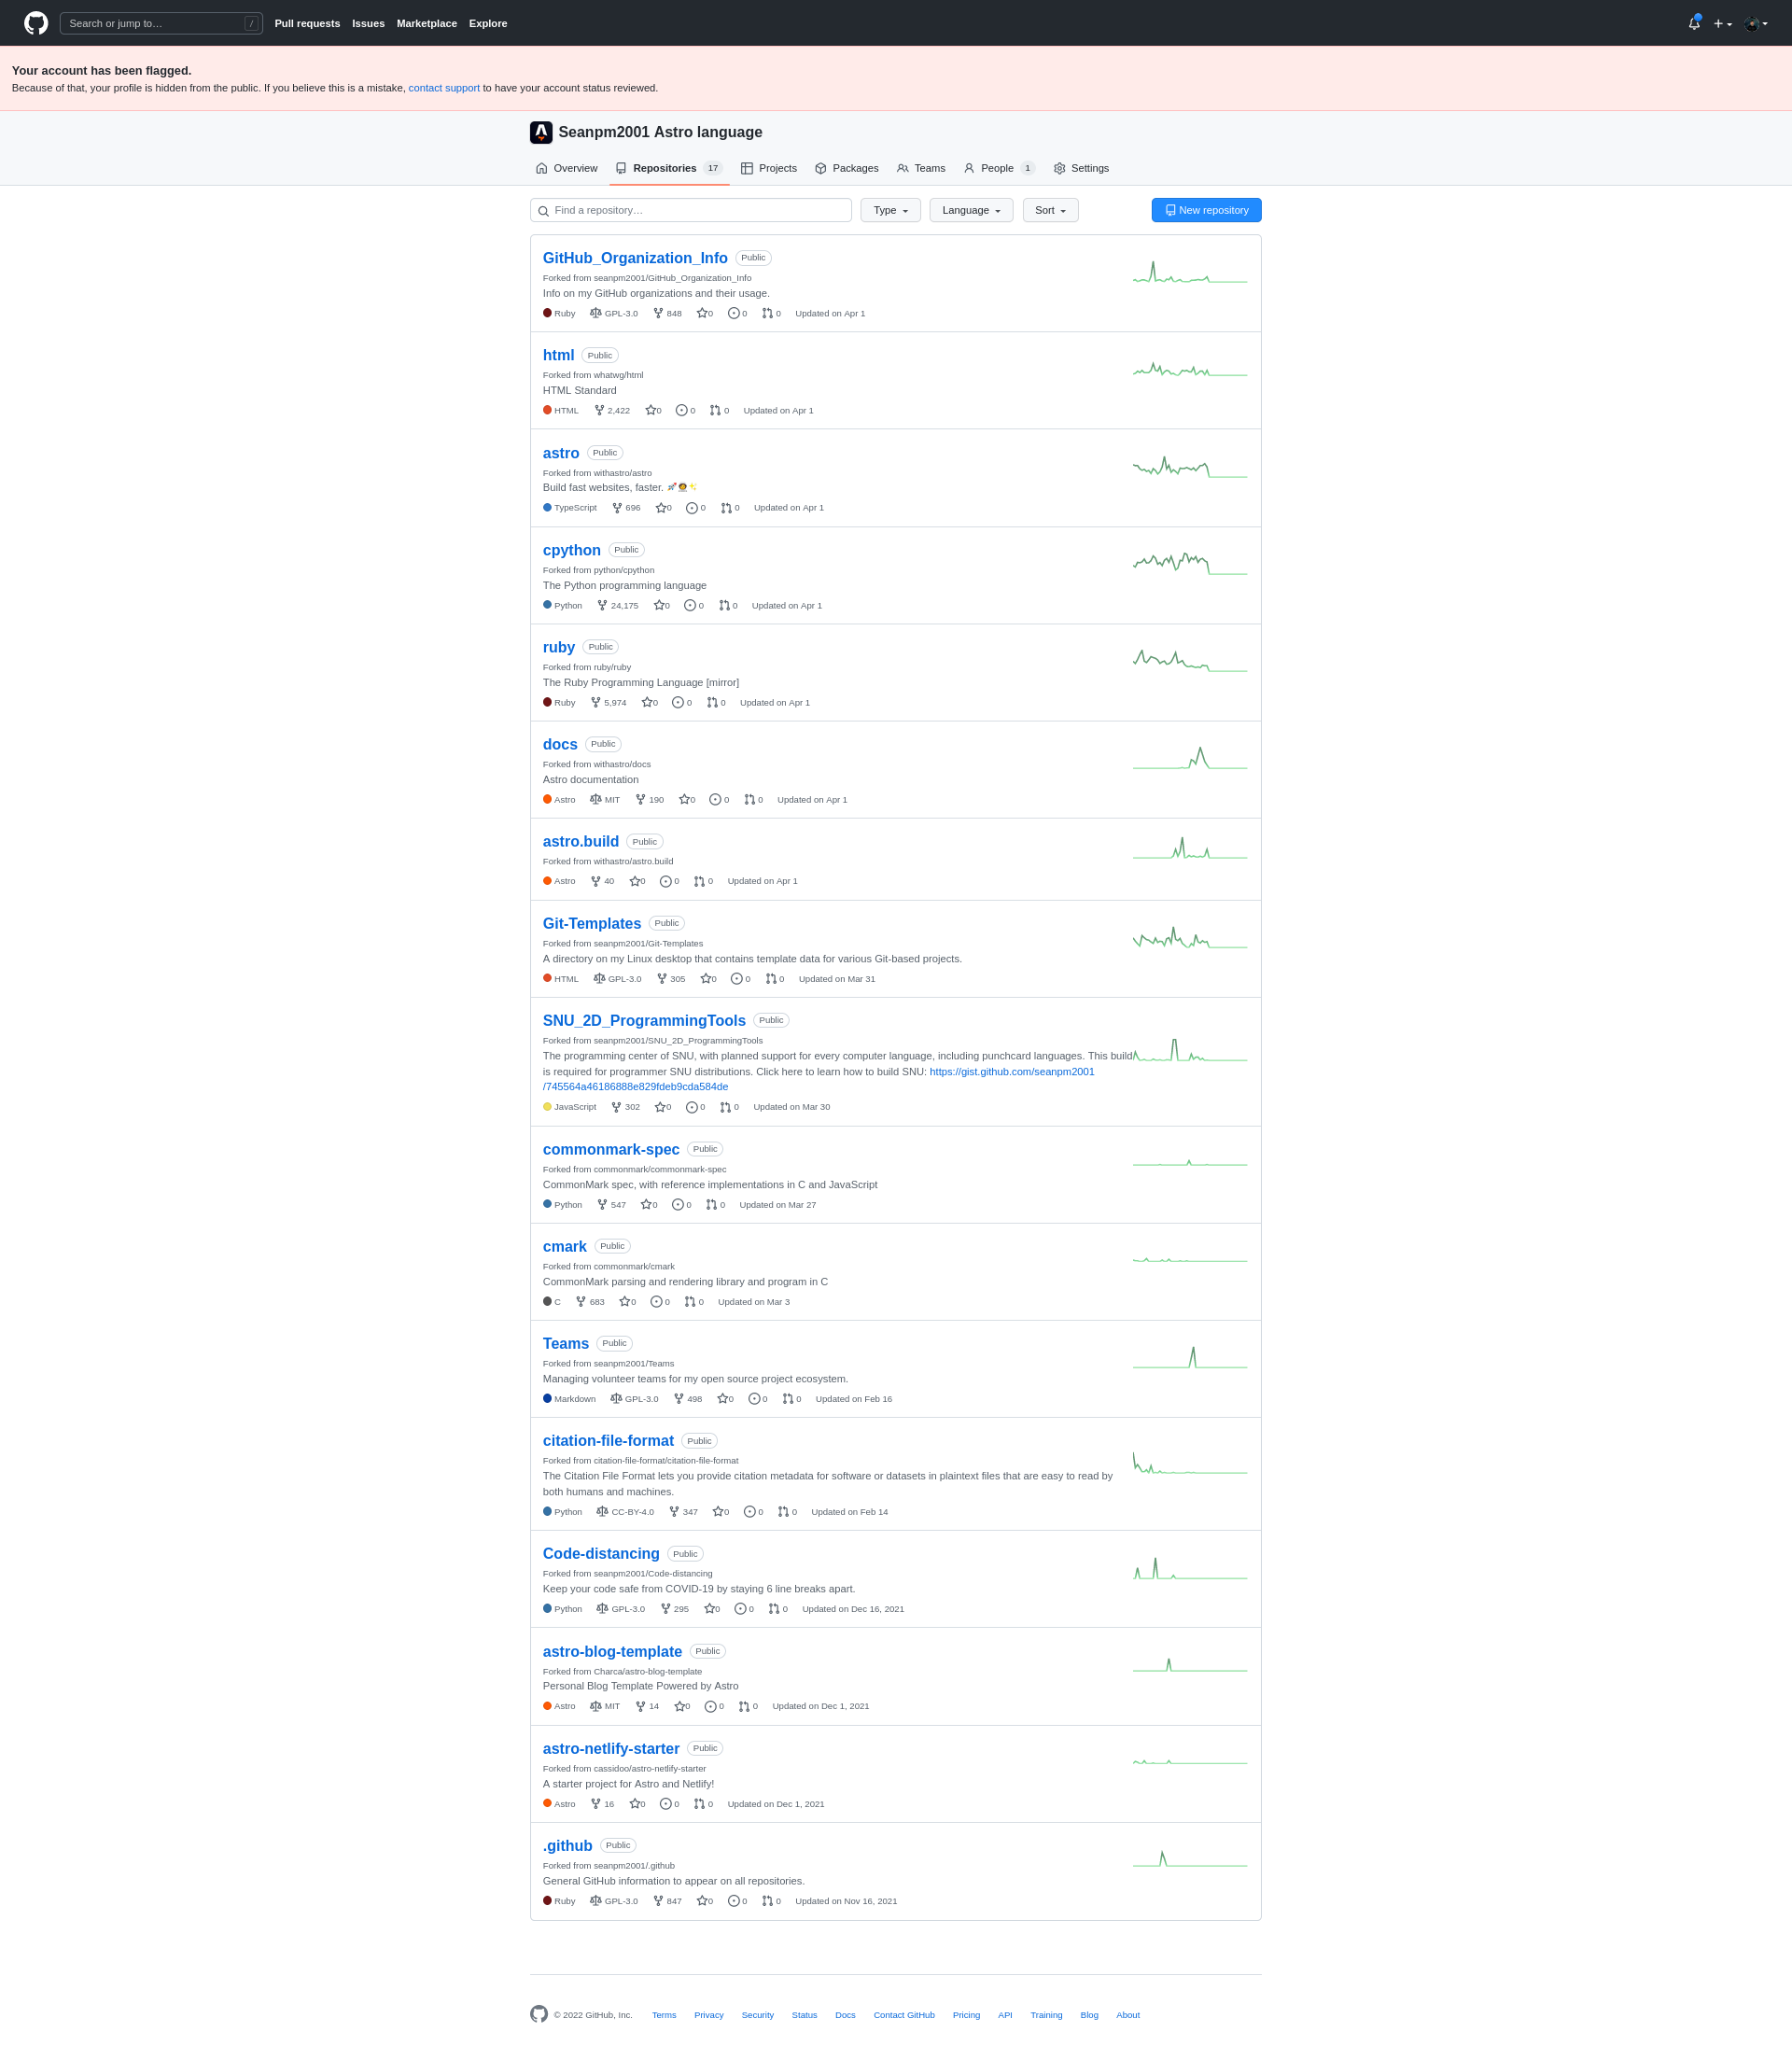 Search or jump to…
/
Pull requests Issues Marketplace Explore
Your account has been flagged.
Because of that, your profile is hidden from the public. If you believe this is a mistake, contact support to have your account status reviewed.
Seanpm2001 Astro language
Overview Repositories 17 Projects Packages Teams People 1 Settings
Find a repository… Type Language Sort New repository
GitHub_Organization_Info Public
Forked from seanpm2001/GitHub_Organization_Info
Info on my GitHub organizations and their usage.
Ruby GPL-3.0 848 0 0 0 Updated on Apr 1
html Public
Forked from whatwg/html
HTML Standard
HTML 2,422 0 0 0 Updated on Apr 1
astro Public
Forked from withastro/astro
Build fast websites, faster. 🚀🧑‍🚀✨
TypeScript 696 0 0 0 Updated on Apr 1
cpython Public
Forked from python/cpython
The Python programming language
Python 24,175 0 0 0 Updated on Apr 1
ruby Public
Forked from ruby/ruby
The Ruby Programming Language [mirror]
Ruby 5,974 0 0 0 Updated on Apr 1
docs Public
Forked from withastro/docs
Astro documentation
Astro MIT 190 0 0 0 Updated on Apr 1
astro.build Public
Forked from withastro/astro.build
Astro 40 0 0 0 Updated on Apr 1
Git-Templates Public
Forked from seanpm2001/Git-Templates
A directory on my Linux desktop that contains template data for various Git-based projects.
HTML GPL-3.0 305 0 0 0 Updated on Mar 31
SNU_2D_ProgrammingTools Public
Forked from seanpm2001/SNU_2D_ProgrammingTools
The programming center of SNU, with planned support for every computer language, including punchcard languages. This build
is required for programmer SNU distributions. Click here to learn how to build SNU: https://gist.github.com/seanpm2001
/745564a46186888e829fdeb9cda584de
JavaScript 302 0 0 0 Updated on Mar 30
commonmark-spec Public
Forked from commonmark/commonmark-spec
CommonMark spec, with reference implementations in C and JavaScript
Python 547 0 0 0 Updated on Mar 27
cmark Public
Forked from commonmark/cmark
CommonMark parsing and rendering library and program in C
C 683 0 0 0 Updated on Mar 3
Teams Public
Forked from seanpm2001/Teams
Managing volunteer teams for my open source project ecosystem.
Markdown GPL-3.0 498 0 0 0 Updated on Feb 16
citation-file-format Public
Forked from citation-file-format/citation-file-format
The Citation File Format lets you provide citation metadata for software or datasets in plaintext files that are easy to read by
both humans and machines.
Python CC-BY-4.0 347 0 0 0 Updated on Feb 14
Code-distancing Public
Forked from seanpm2001/Code-distancing
Keep your code safe from COVID-19 by staying 6 line breaks apart.
Python GPL-3.0 295 0 0 0 Updated on Dec 16, 2021
astro-blog-template Public
Forked from Charca/astro-blog-template
Personal Blog Template Powered by Astro
Astro MIT 14 0 0 0 Updated on Dec 1, 2021
astro-netlify-starter Public
Forked from cassidoo/astro-netlify-starter
A starter project for Astro and Netlify!
Astro 16 0 0 0 Updated on Dec 1, 2021
.github Public
Forked from seanpm2001/.github
General GitHub information to appear on all repositories.
Ruby GPL-3.0 847 0 0 0 Updated on Nov 16, 2021
© 2022 GitHub, Inc. Terms Privacy Security Status Docs Contact GitHub Pricing API Training Blog About